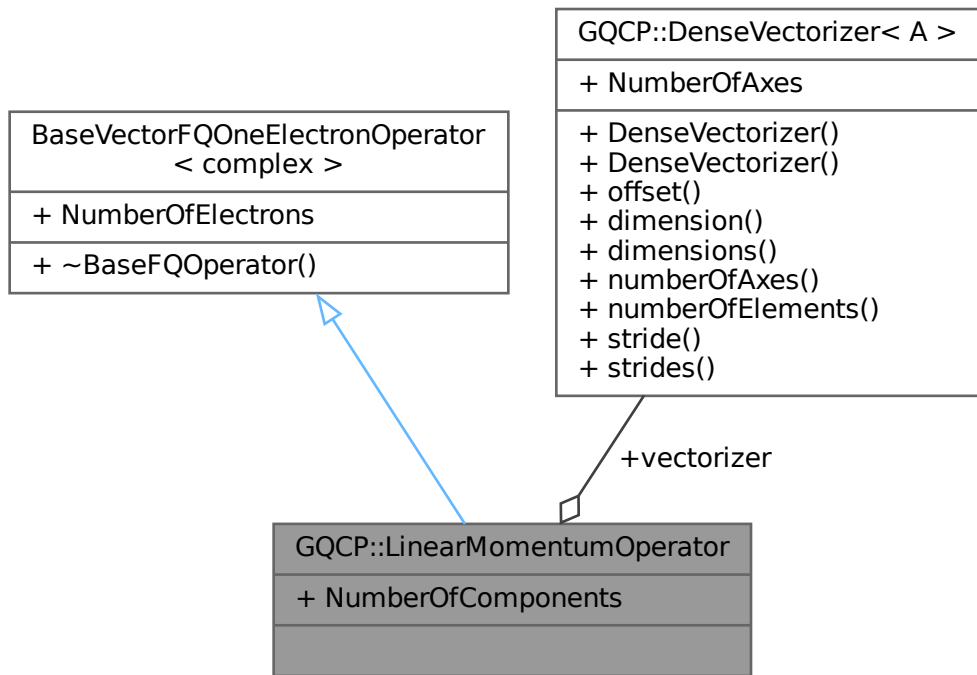 BaseVectorFQOneElectronOperator
< complex >
+ NumberOfElectrons
+ ~BaseFQOperator()
GQCP::DenseVectorizer< A >
+ NumberOfAxes
+ DenseVectorizer()
+ DenseVectorizer()
+ offset()
+ dimension()
+ dimensions()
+ numberOfAxes()
+ numberOfElements()
+ stride()
+ strides()
+vectorizer
GQCP::LinearMomentumOperator
+ NumberOfComponents